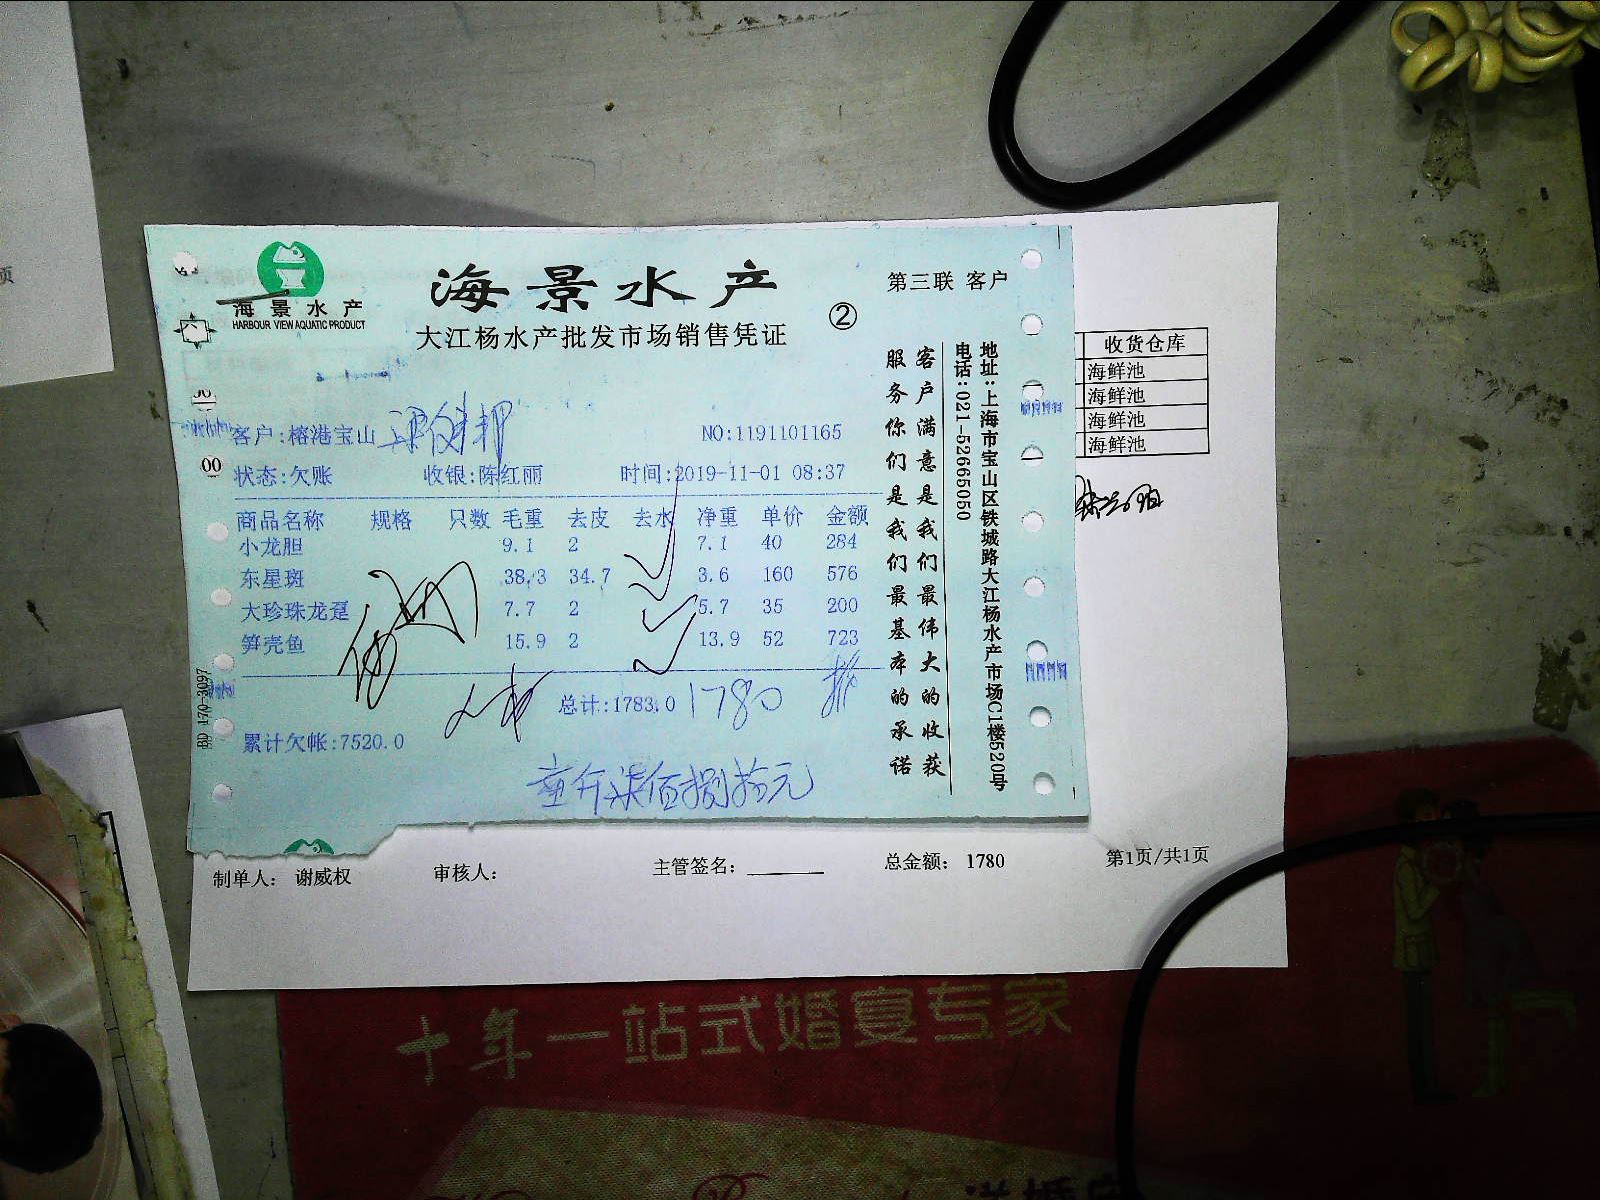 海景水产
HARBOUR VIEW AQUATIC PRODUCT
海景水产
大江杨水产批发市场销售凭证
②
第三联 客户
客户:榕港宝山
NO:1191101165
状态:欠账 收银:陈红丽 时间:2019-11-01 08:37
商品名称 规格 只数 毛重 去皮 去水 净重 单价 金额
小龙胆 9.1 2 7.1 40 284
东星斑 38.3 34.7 3.6 160 576
大珍珠龙趸 7.7 2 5.7 35 200
笋壳鱼 15.9 2 13.9 52 723
总计:1783.0 1780
累计欠帐:7520.0
壹仟柒佰捌拾元
客户满意是我们最伟大的收获
服务你们是我们最基本的承诺
地址:上海市宝山区铁城路大江杨水产市场C1楼520号
电话:021-52665050
00
BD 170-3097
收货仓库
海鲜池
海鲜池
海鲜池
海鲜池
制单人: 谢威权 审核人: 主管签名: 总金额: 1780 第1页/共1页
十年一站式婚宴专家
页